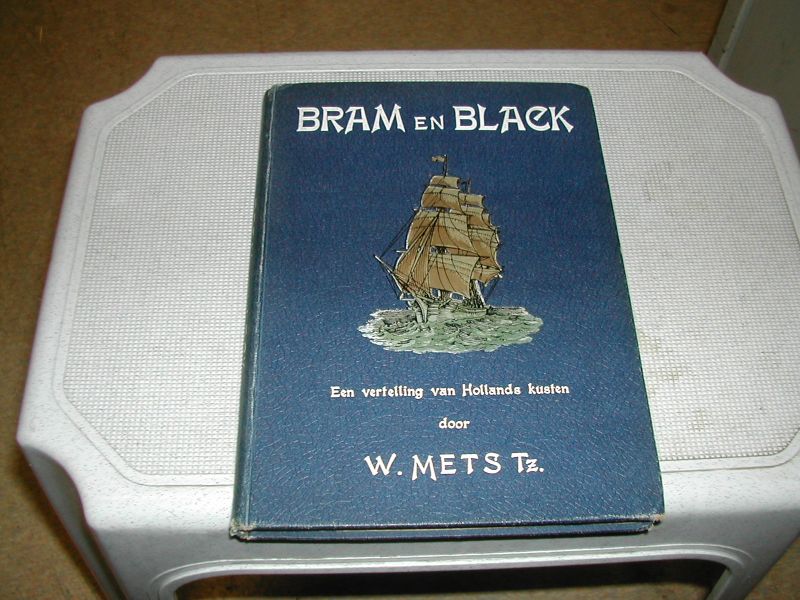 BRAM EN BLACK
Een vertelling van Hollands kusten
door
W. METS Tz.